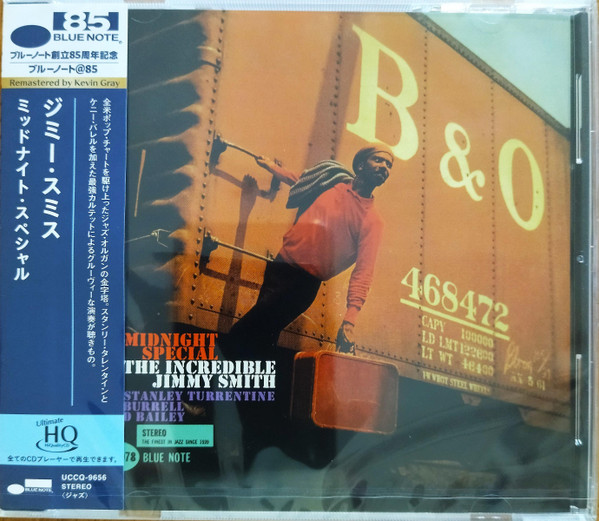 85
BLUE NOTE®
ブルーノート創立85周年記念
ブルーノート@85
Remastered by Kevin Gray
ジミー・スミス
ミッドナイト・スペシャル
全米ポップ・チャートを駆け上ったジャズ・オルガンの金字塔。スタンリー・タレンタインと
ケニー・バレルを加えた最強カルテットによるグルーヴィーな演奏が聴きもの。
Ultimate
HQ
HiQualityCD
全てのCDプレーヤーで再生できます。
BLUE NOTE
UCCQ-9656
STEREO
〈ジャズ〉
B & O
468472
CAPY 100000
LD LMT 122800
LT WT 46400
MIDNIGHT
SPECIAL
THE INCREDIBLE
JIMMY SMITH
STANLEY TURRENTINE
BURRELL
D BAILEY
STEREO
THE FINEST IN JAZZ SINCE 1939
78 BLUE NOTE